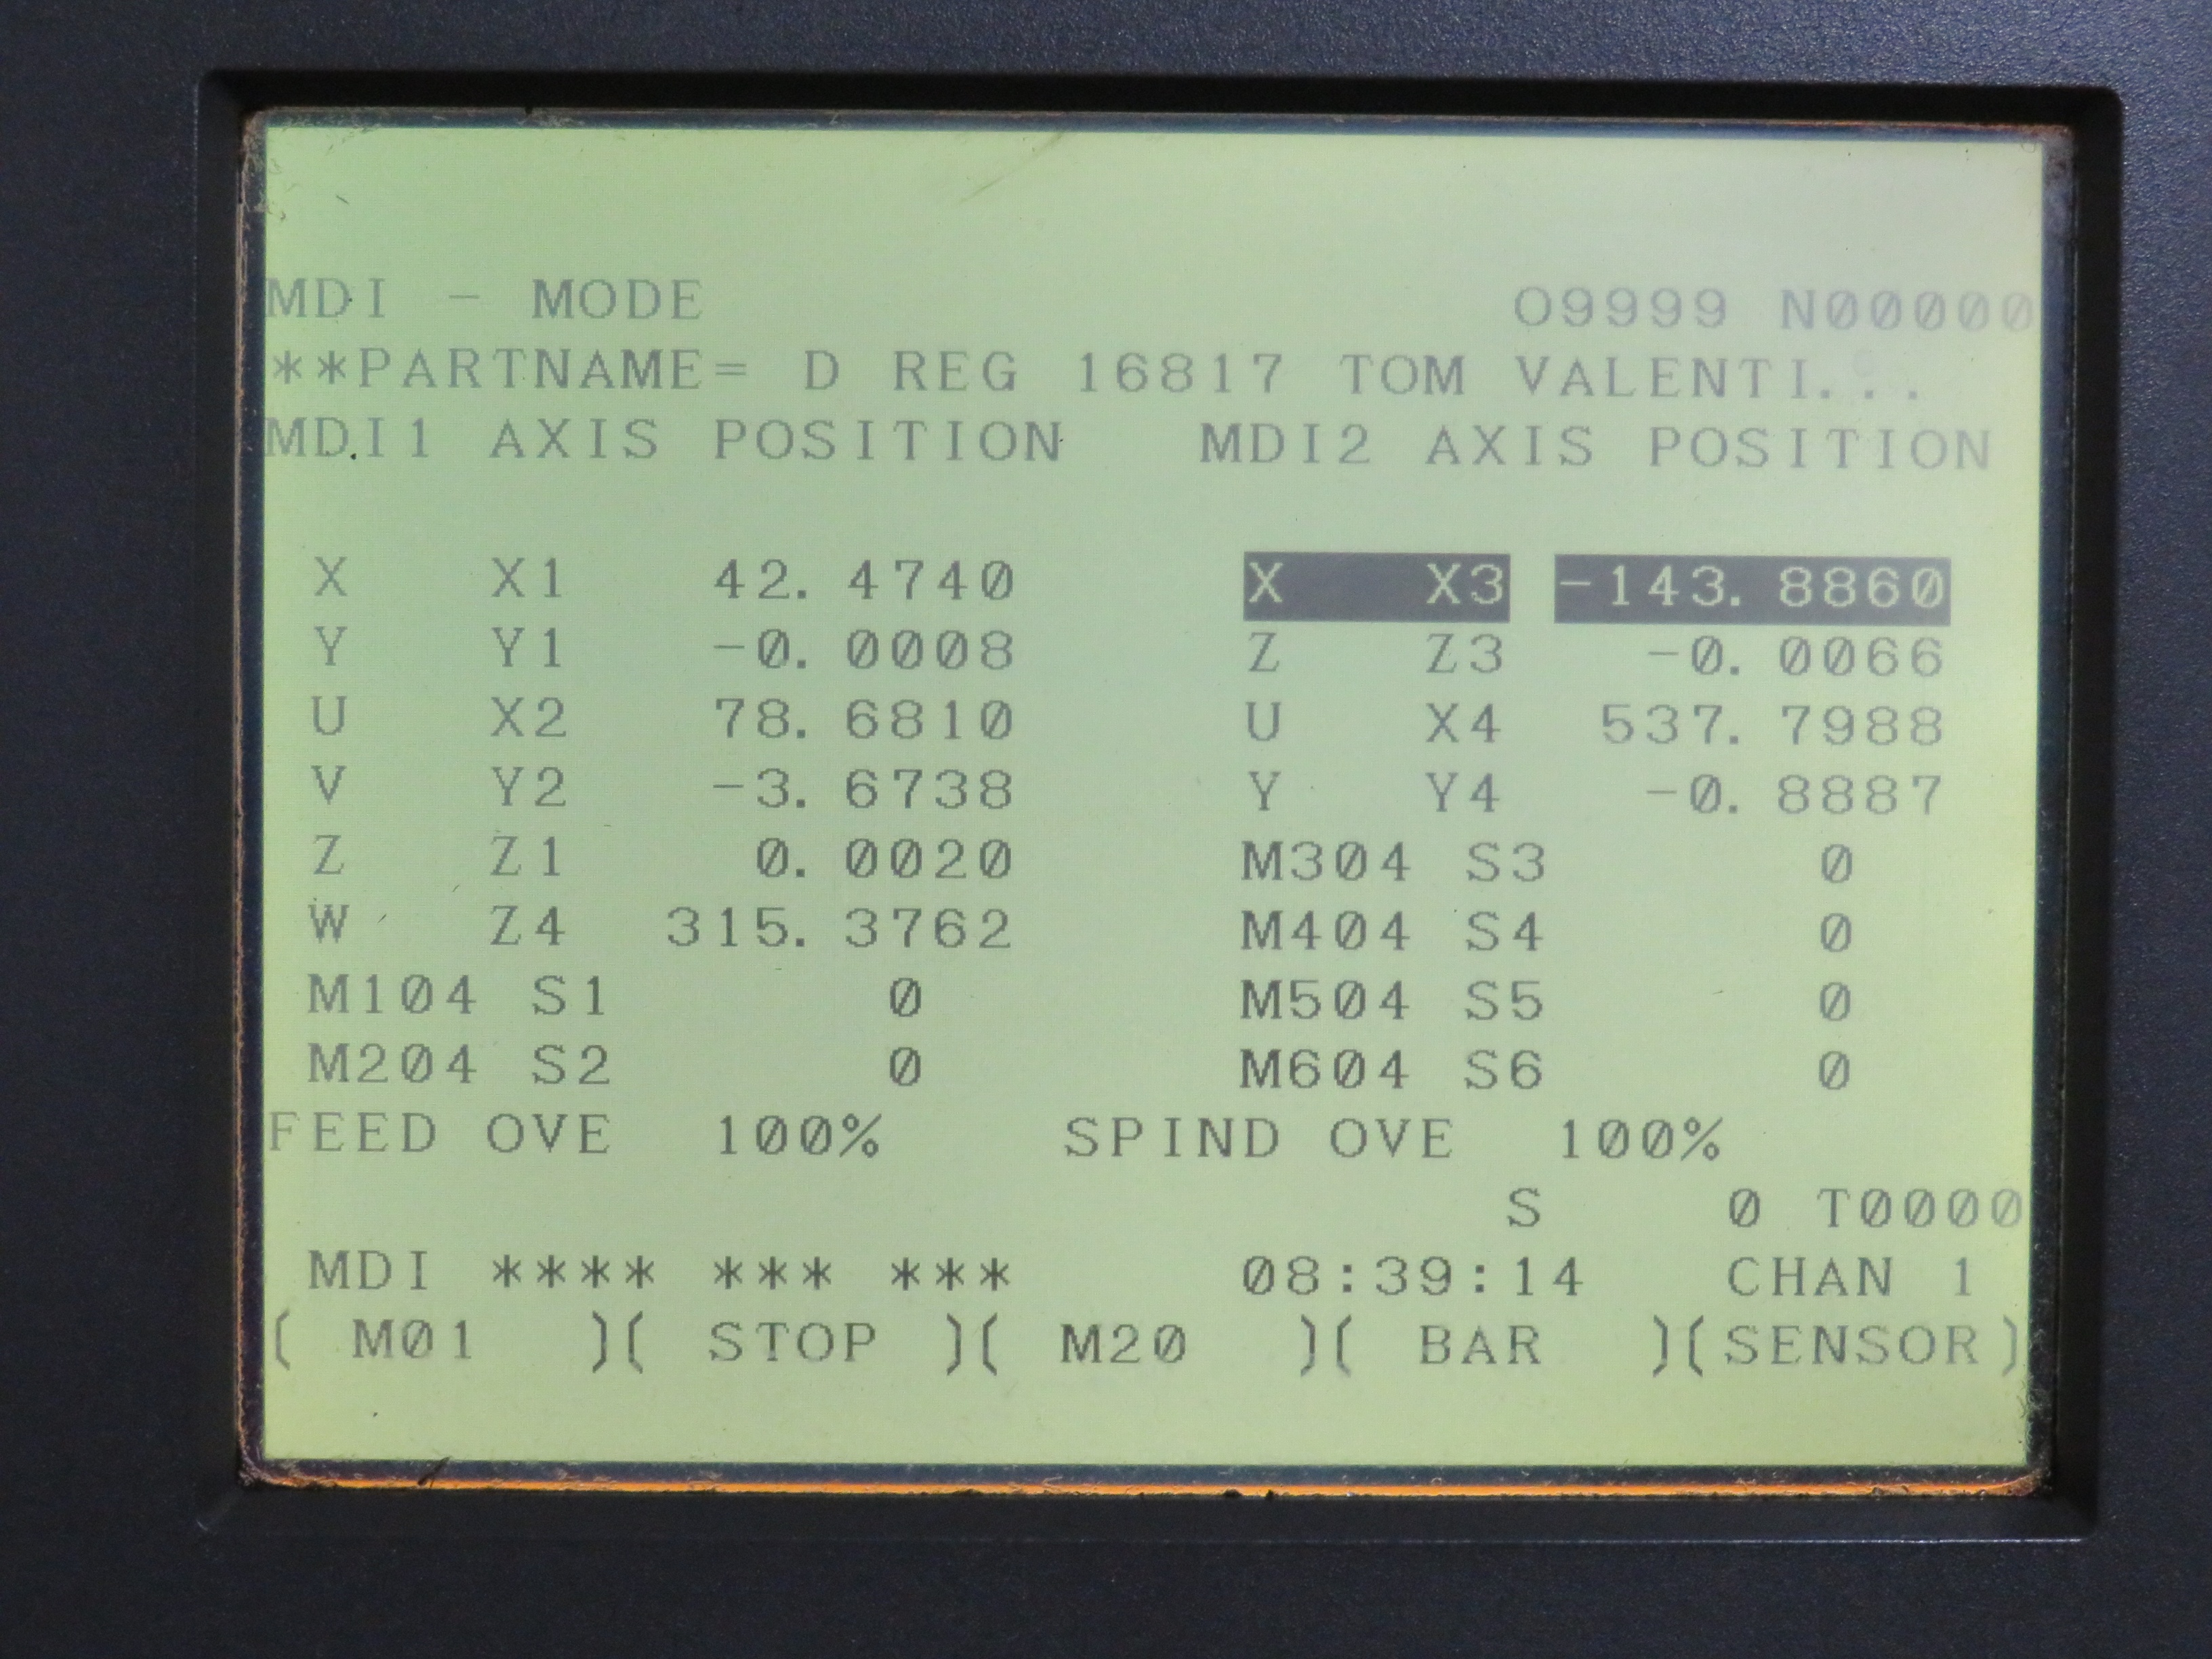 MDI - MODE O9999 N00000
**PARTNAME= D REG 16817 TOM VALENTI...
MDI1 AXIS POSITION MDI2 AXIS POSITION
X X1 42.4740 X X3 -143.8860
Y Y1 -0.0008 Z Z3 -0.0066
U X2 78.6810 U X4 537.7988
V Y2 -3.6738 Y Y4 -0.8887
Z Z1 0.0020 M304 S3 0
W Z4 315.3762 M404 S4 0
M104 S1 0 M504 S5 0
M204 S2 0 M604 S6 0
FEED OVE 100% SPIND OVE 100%
S 0 T0000
MDI **** *** *** 08:39:14 CHAN 1
( M01 )( STOP )( M20 )( BAR )(SENSOR)